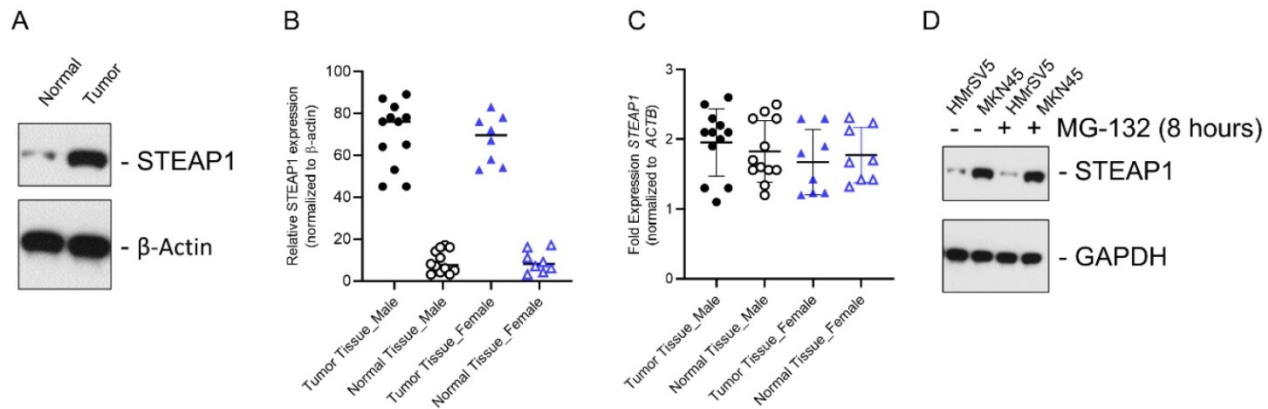 A
Normal
Tumor
- STEAP1
- β-Actin
B
Relative STEAP1 expression
(normalized to β-actin)
100
80
60
40
20
0
Tumor Tissue_Male
Normal Tissue_Male
Tumor Tissue_Female
Normal Tissue_Female
C
Fold Expression STEAP1
(normalized to ACTB)
3
2
1
0
Tumor Tissue_Male
Normal Tissue_Male
Tumor Tissue_Female
Normal Tissue_Female
D
HMrSV5
MKN45
HMrSV5
MKN45
- - + + MG-132 (8 hours)
- STEAP1
- GAPDH